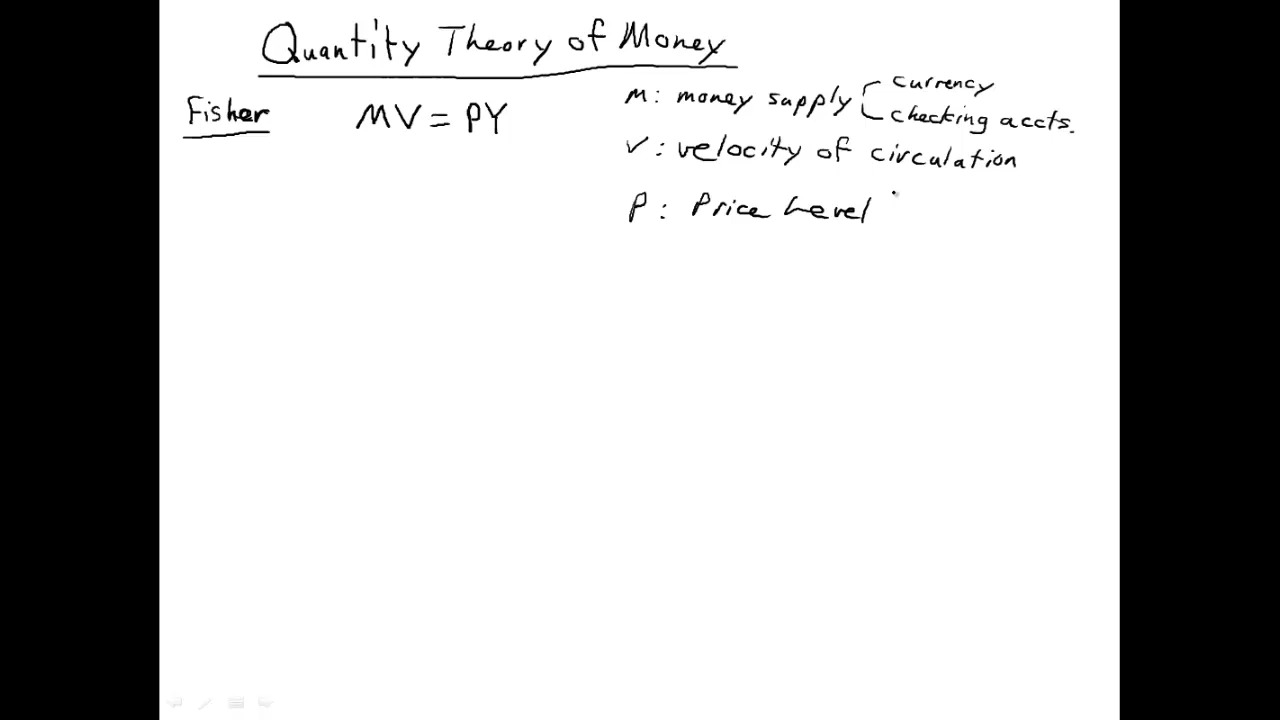 Quantity Theory of Money
Fisher MV = PY
M: money supply { currency
checking accts.
V: velocity of circulation
P: Price Level